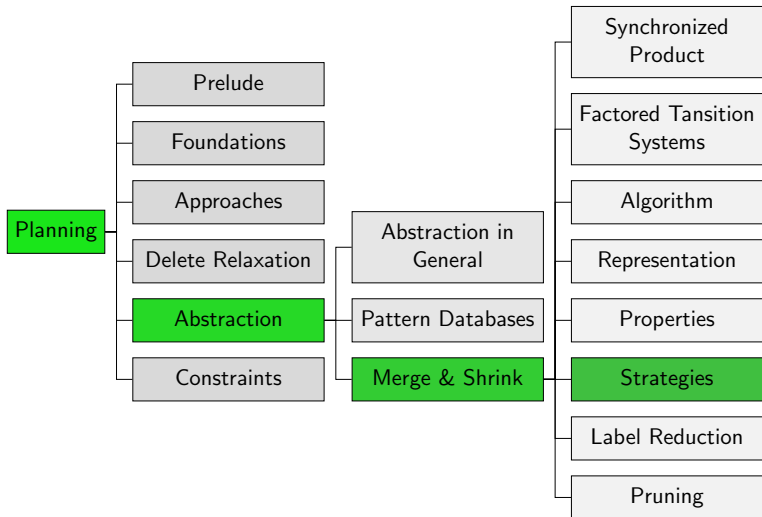 Planning
Prelude
Foundations
Approaches
Delete Relaxation
Abstraction
Constraints
Abstraction in
General
Pattern Databases
Merge & Shrink
Synchronized
Product
Factored Tansition
Systems
Algorithm
Representation
Properties
Strategies
Label Reduction
Pruning